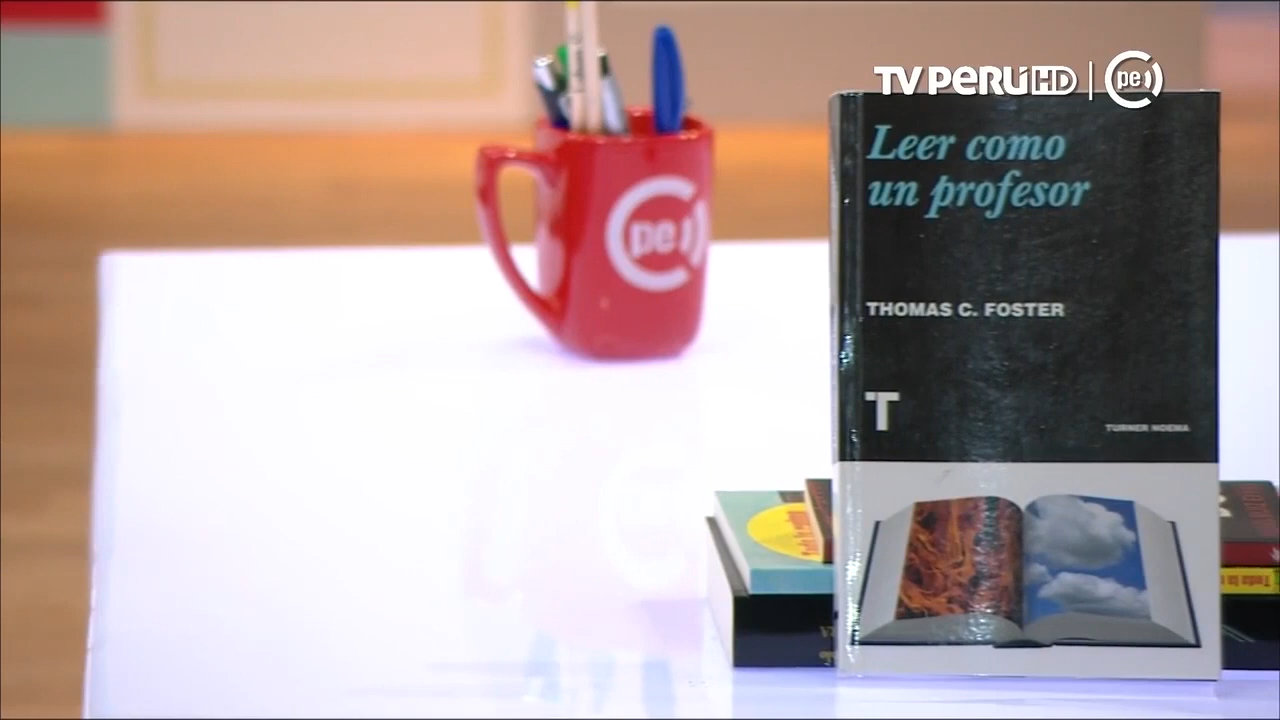 TV PERÚ HD | pe
Leer como
un profesor
THOMAS C. FOSTER
T
TURNER NOEMA
pe